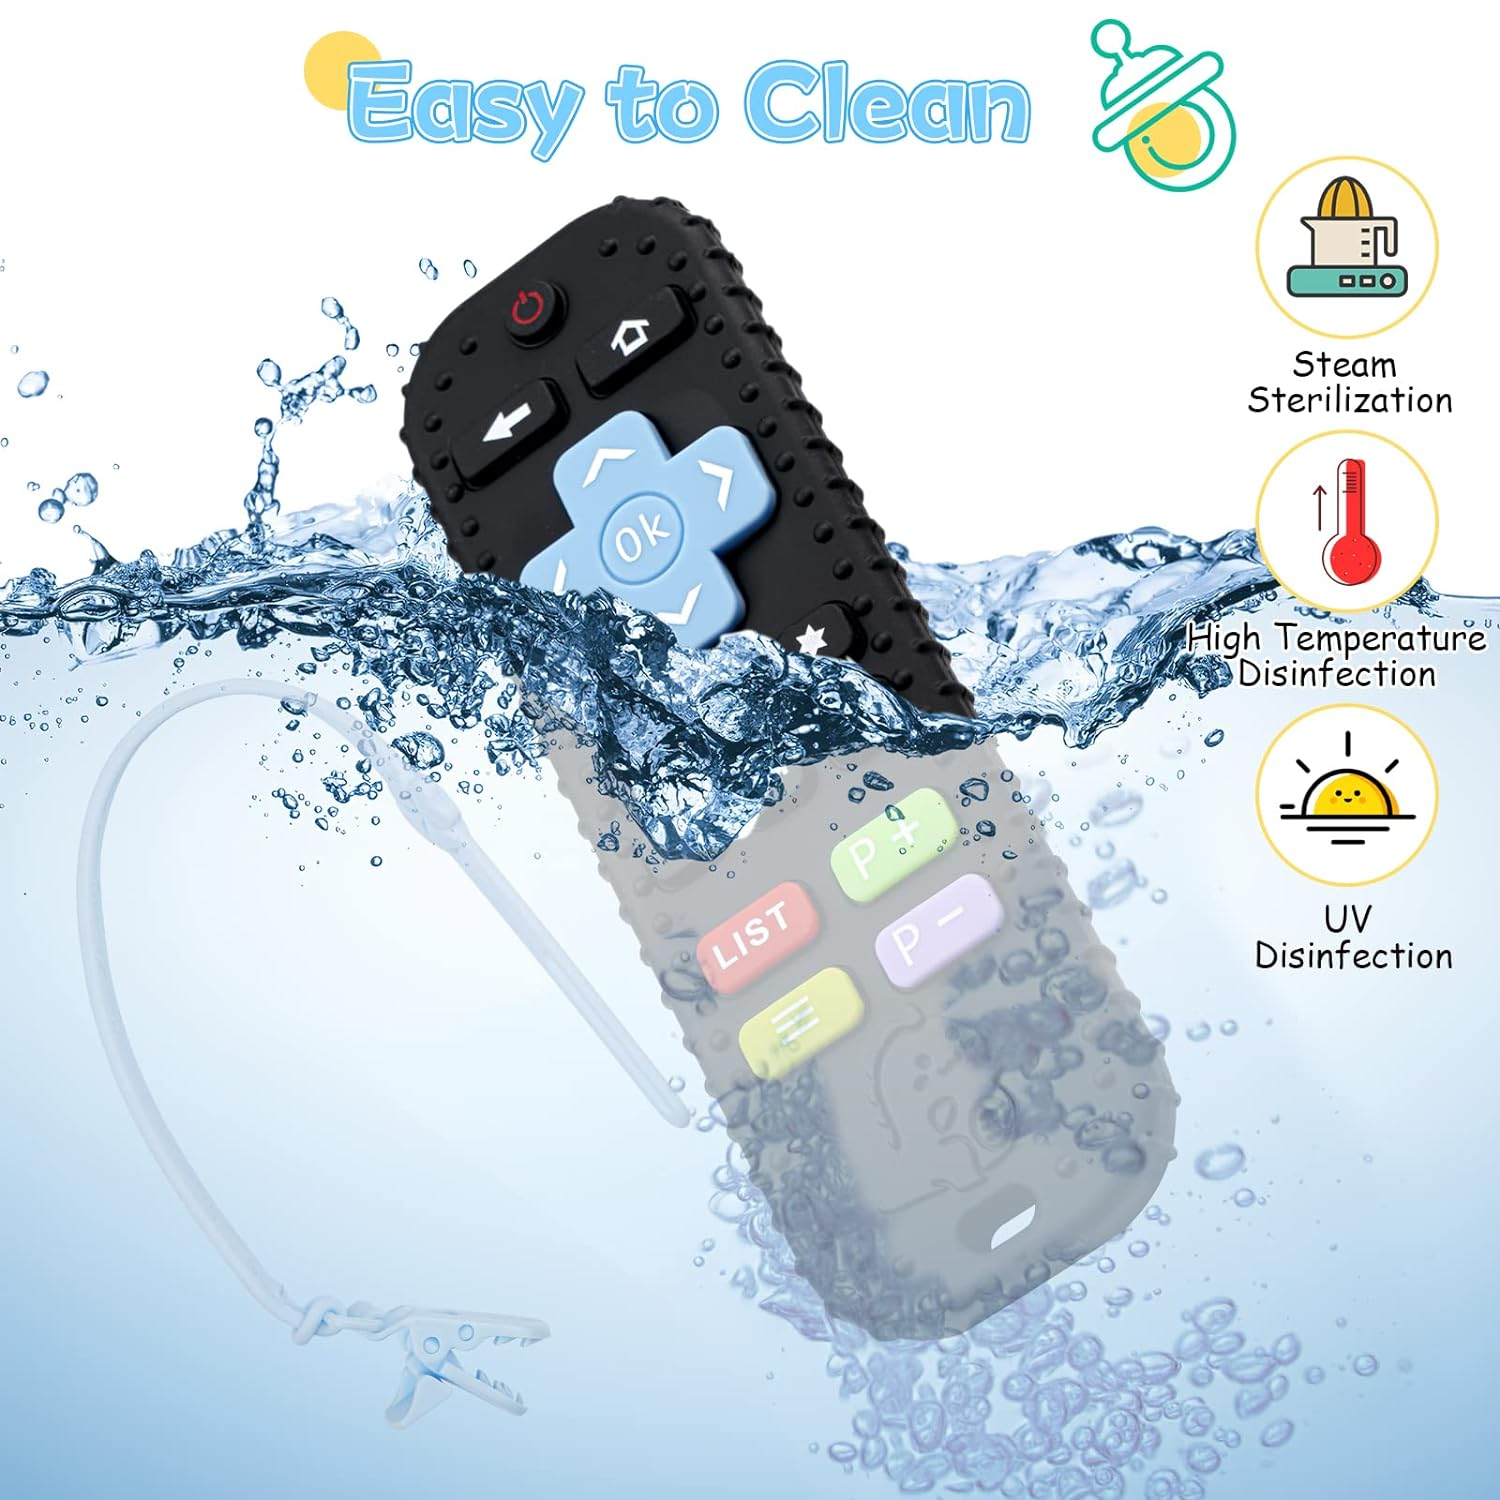 Easy to Clean
Steam
Sterilization
Ok
High Temperature
Disinfection
P +
LIST
P -
UV
Disinfection